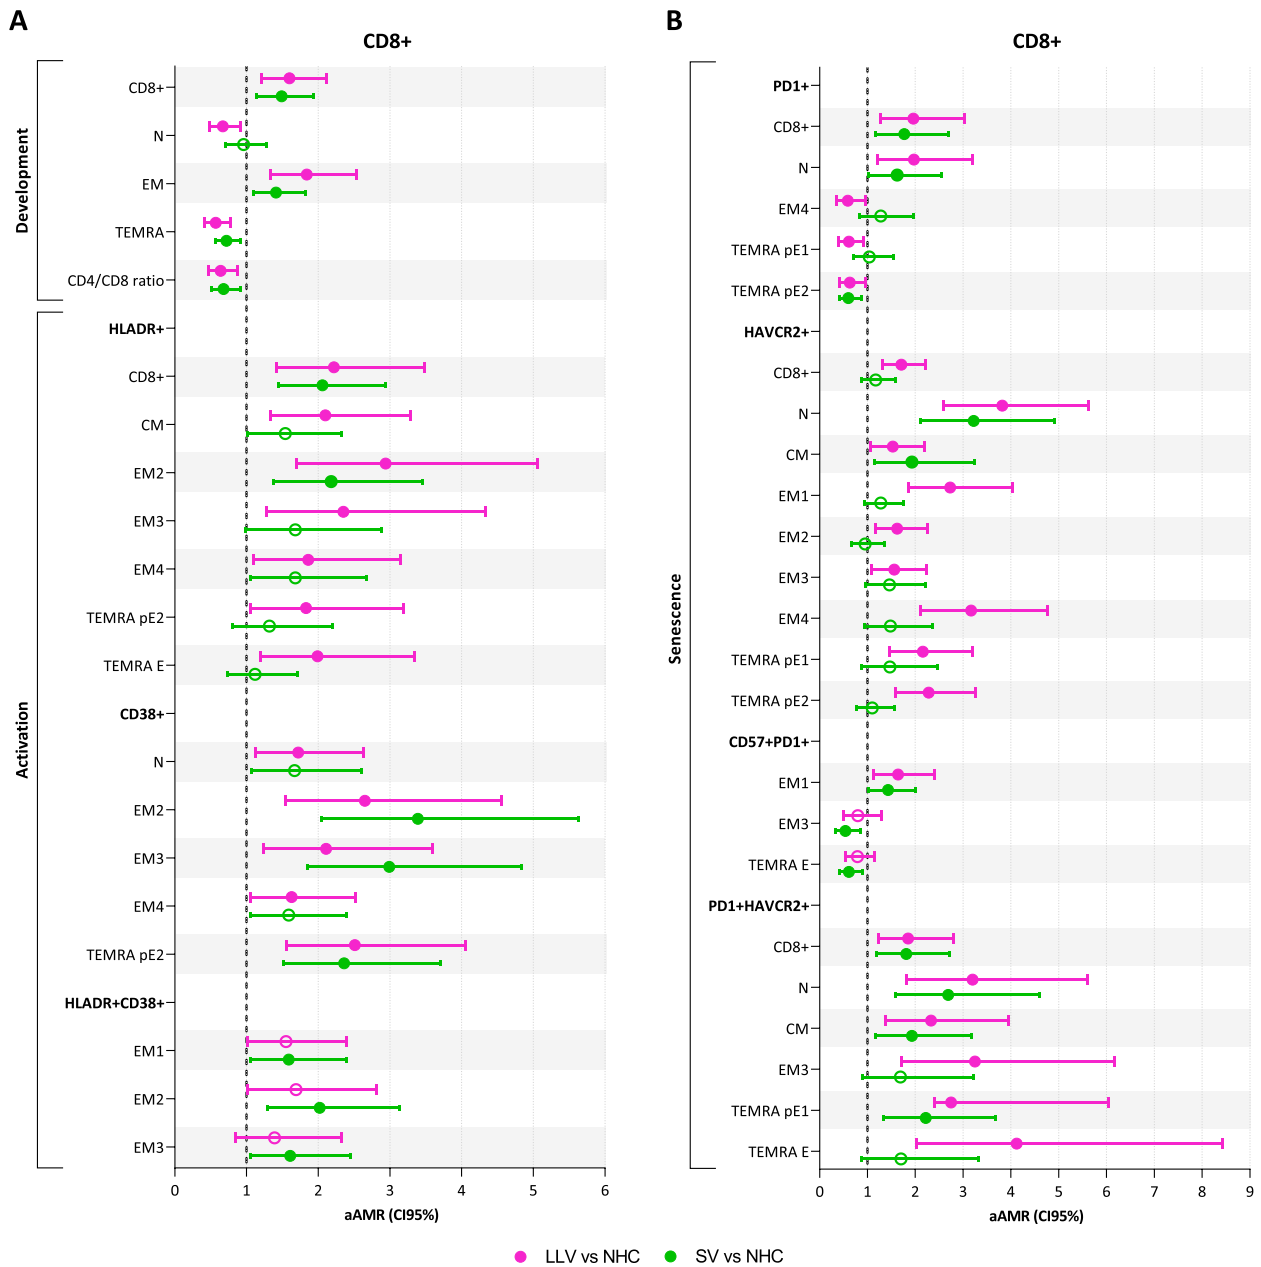 A
CD8+
Development
CD8+
N
EM
TEMRA
CD4/CD8 ratio
Activation
HLADR+
CD8+
CM
EM2
EM3
EM4
TEMRA pE2
TEMRA E
CD38+
N
EM2
EM3
EM4
TEMRA pE2
HLADR+CD38+
EM1
EM2
EM3
0 1 2 3 4 5 6
aAMR (CI95%)
B
CD8+
Senescence
PD1+
CD8+
N
EM4
TEMRA pE1
TEMRA pE2
HAVCR2+
CD8+
N
CM
EM1
EM2
EM3
EM4
TEMRA pE1
TEMRA pE2
CD57+PD1+
EM1
EM3
TEMRA E
PD1+HAVCR2+
CD8+
N
CM
EM3
TEMRA pE1
TEMRA E
0 1 2 3 4 5 6 7 8 9
aAMR (CI95%)
LLV vs NHC SV vs NHC